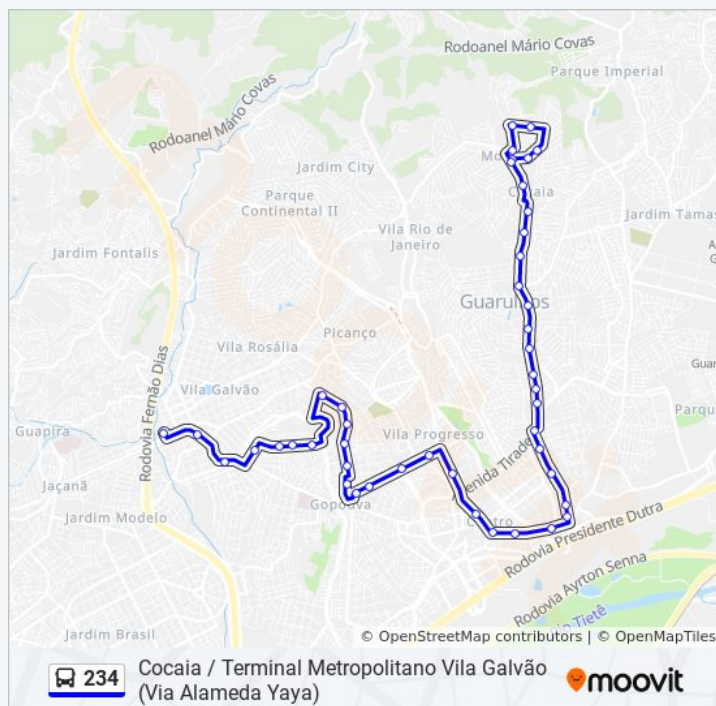 Rodoanel Mário Covas
Parque Imperial
Rodoanel Mário Covas
Jardim City
Parque
Continental II
Vila Rio de
Janeiro
Jardim Tamas
Jardim Fontalis
Picanço
Vila Rosália
Vila Galvão
Guapira
Rodovia Fernão Dias
Vila Progresso
Parque
Jaçanã
Gopoúva
Jardim Modelo
Rodovia Presidente Dutra
Rodovia Ayrton Senna
Jardim Brasil
© OpenStreetMap contributors | © OpenMapTiles
234
Cocaia / Terminal Metropolitano Vila Galvão
(Via Alameda Yaya)
moovit